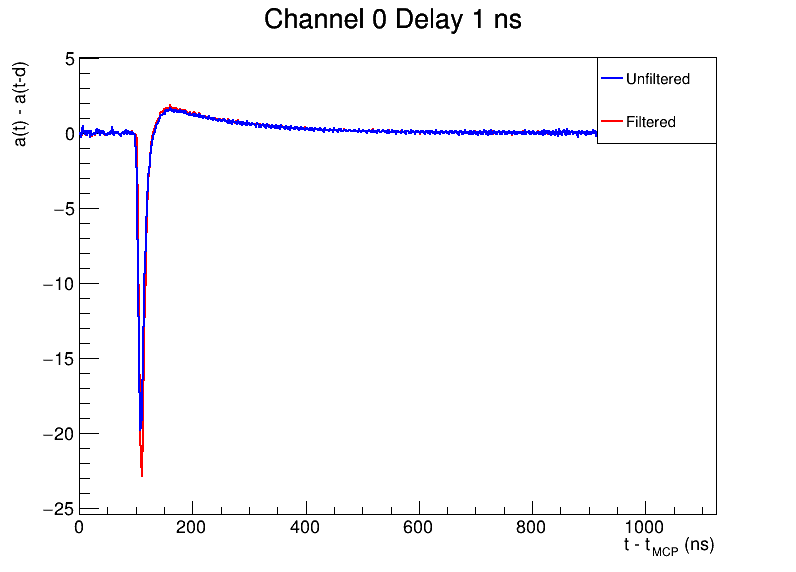 Channel 0 Delay 1 ns
a(t) - a(t-d)
5
0
−5
−10
−15
−20
−25
Unfiltered
Filtered
0 200 400 600 800 1000
t - tMCP (ns)